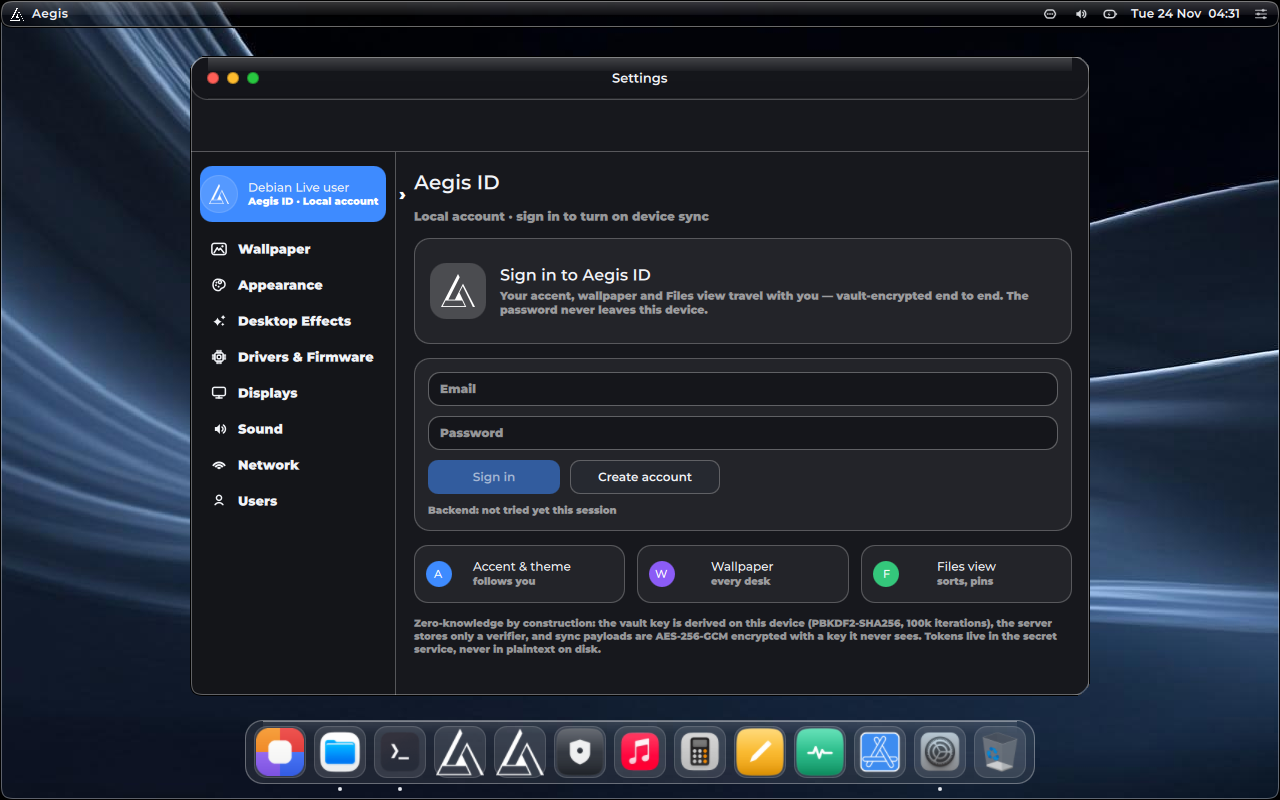 Aegis
Tue 24 Nov 04:31
Settings
Debian Live user
Aegis ID • Local account
Wallpaper
Appearance
Desktop Effects
Drivers & Firmware
Displays
Sound
Network
Users
Aegis ID
Local account • sign in to turn on device sync
Sign in to Aegis ID
Your accent, wallpaper and Files view travel with you — vault-encrypted end to end. The
password never leaves this device.
Email
Password
Sign in
Create account
Backend: not tried yet this session
A
Accent & theme
follows you
W
Wallpaper
every desk
F
Files view
sorts, pins
Zero-knowledge by construction: the vault key is derived on this device (PBKDF2-SHA256, 100k iterations), the server
stores only a verifier, and sync payloads are AES-256-GCM encrypted with a key it never sees. Tokens live in the secret
service, never in plaintext on disk.